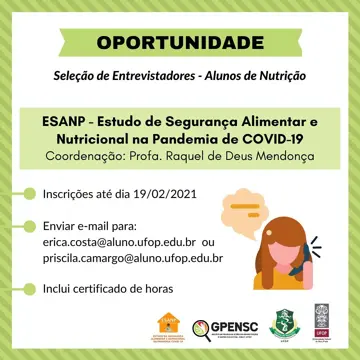 OPORTUNIDADE
Seleção de Entrevistadores - Alunos de Nutrição
ESANP - Estudo de Segurança Alimentar e
Nutricional na Pandemia de COVID-19
Coordenação: Profa. Raquel de Deus Mendonça
Inscrições até dia 19/02/2021
Enviar e-mail para:
erica.costa@aluno.ufop.edu.br ou
priscila.camargo@aluno.ufop.edu.br
Inclui certificado de horas
ESANP
GPENSC
UFOP